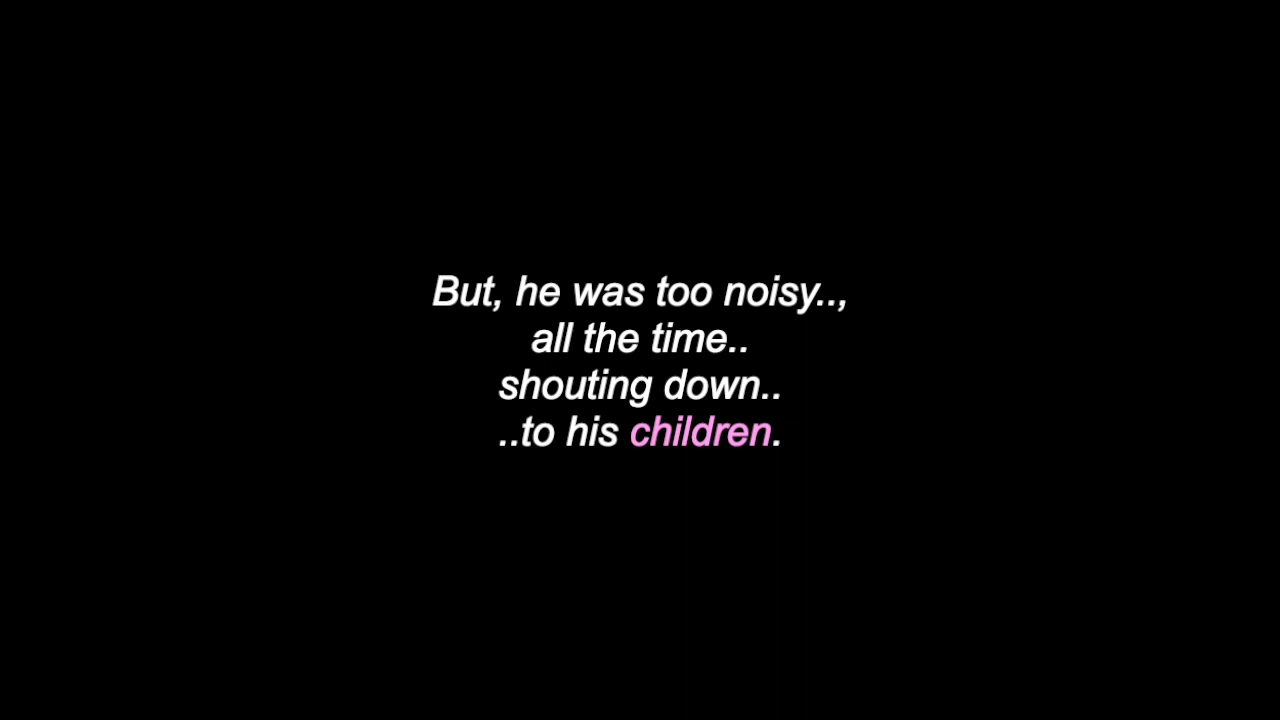 But, he was too noisy..,
all the time..
shouting down..
..to his children.